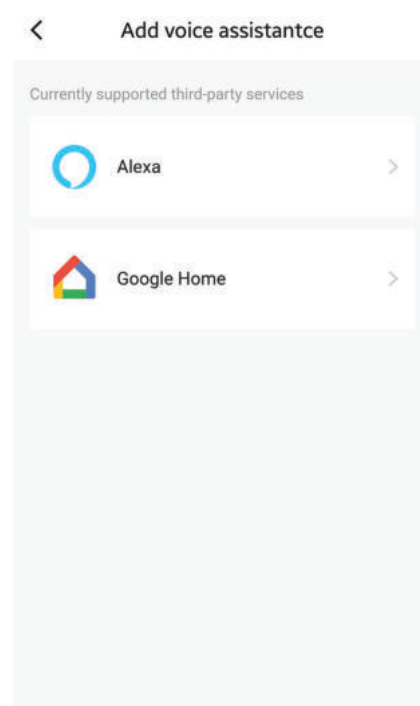 Add voice assistantce
Currently supported third-party services
Alexa
Google Home